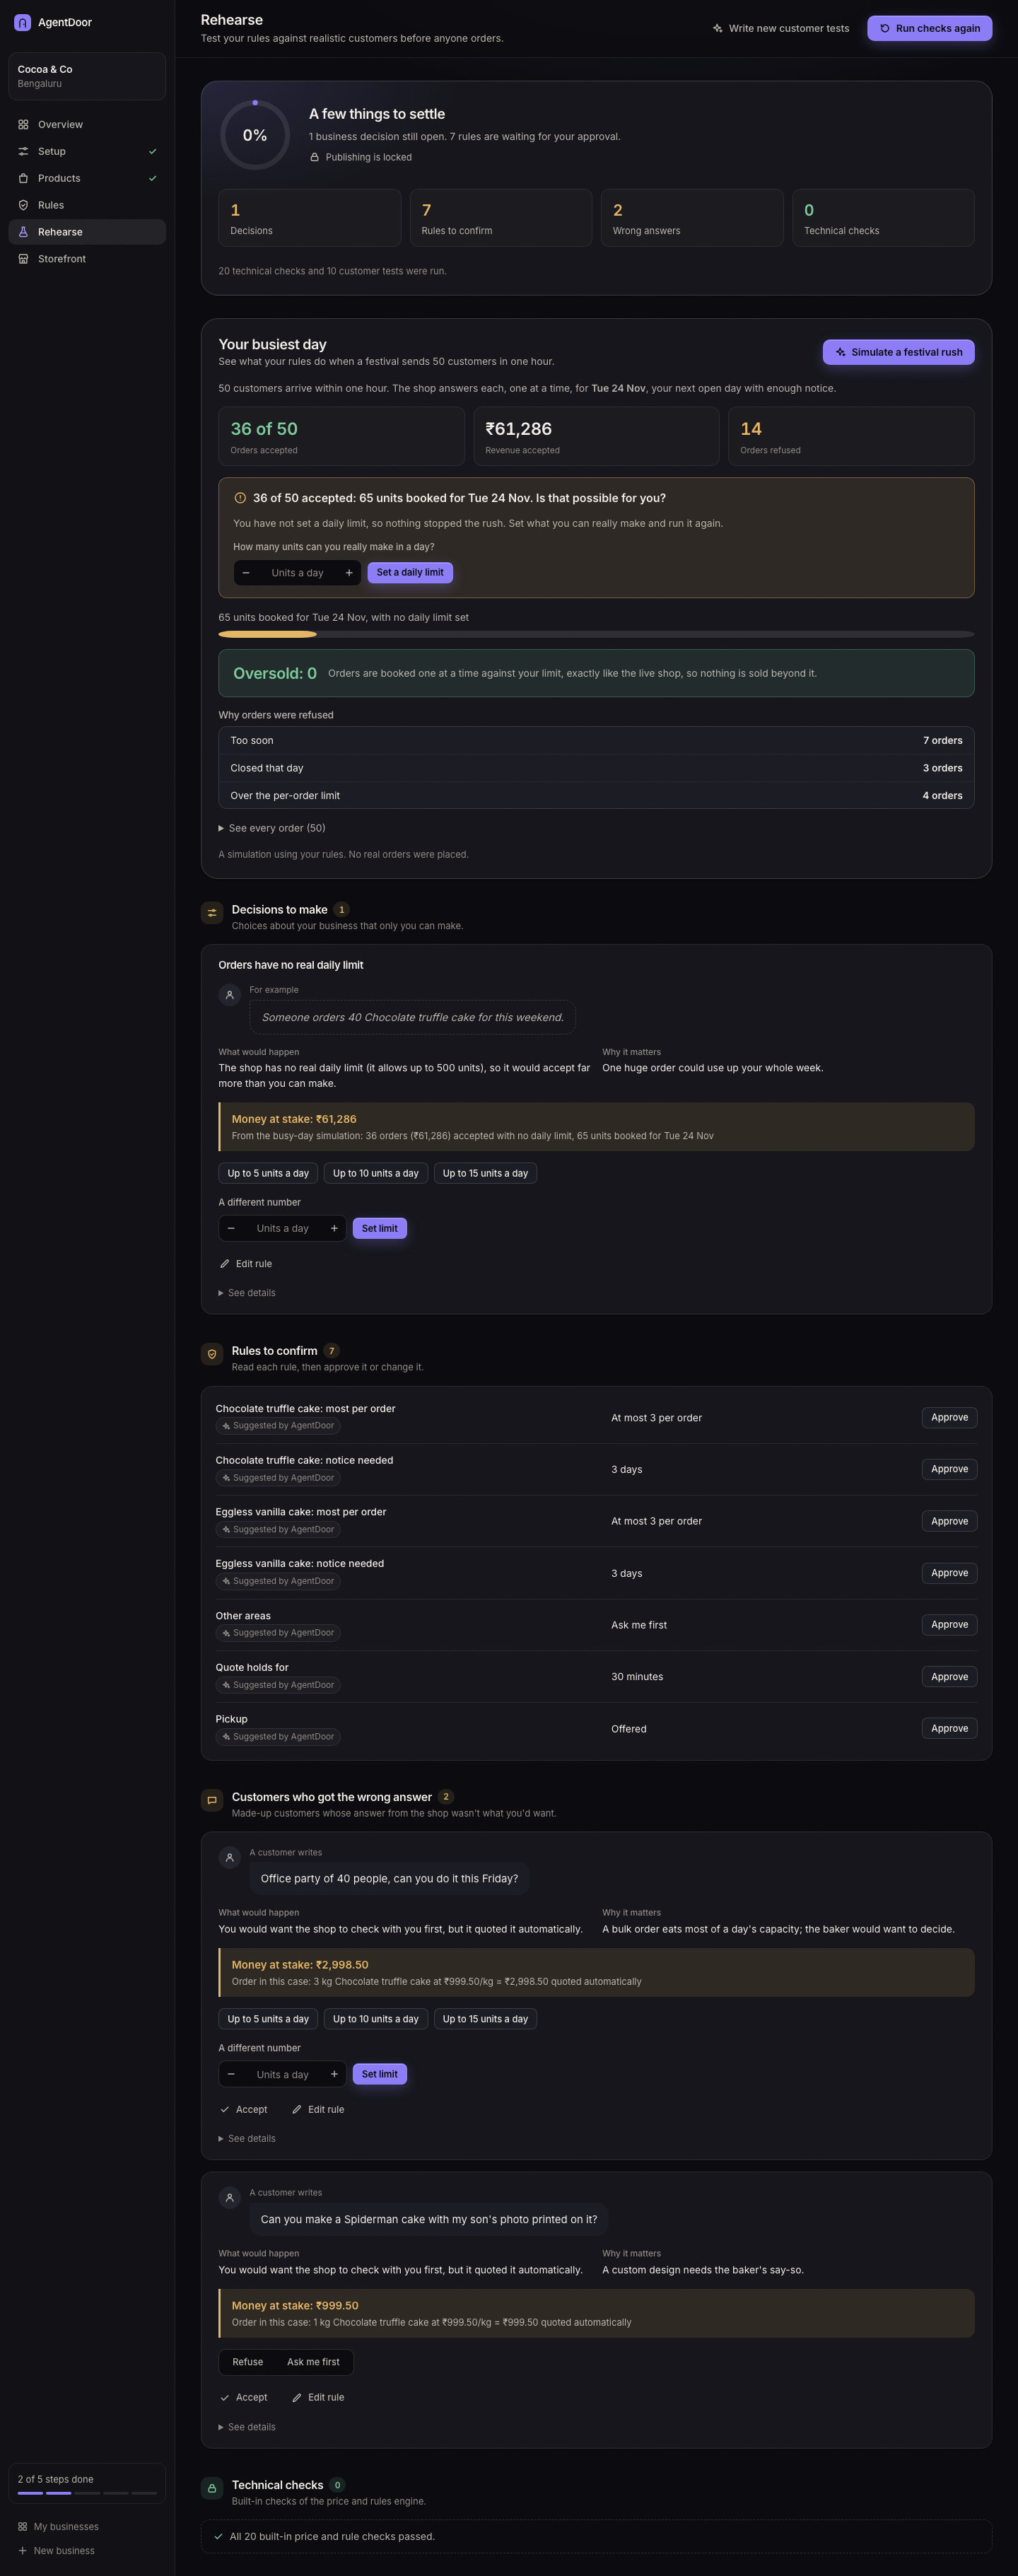 AgentDoor
Cocoa & Co
Bengaluru
Overview
Setup
Products
Rules
Rehearse
Storefront
Rehearse
Test your rules against realistic customers before anyone orders.
Write new customer tests
Run checks again
0%
A few things to settle
1 business decision still open. 7 rules are waiting for your approval.
Publishing is locked
1
Decisions
7
Rules to confirm
2
Wrong answers
0
Technical checks
20 technical checks and 10 customer tests were run.
Your busiest day
See what your rules do when a festival sends 50 customers in one hour.
Simulate a festival rush
50 customers arrive within one hour. The shop answers each, one at a time, for Tue 24 Nov, your next open day with enough notice.
36 of 50
Orders accepted
₹61,286
Revenue accepted
14
Orders refused
36 of 50 accepted: 65 units booked for Tue 24 Nov. Is that possible for you?
You have not set a daily limit, so nothing stopped the rush. Set what you can really make and run it again.
How many units can you really make in a day?
− Units a day + Set a daily limit
65 units booked for Tue 24 Nov, with no daily limit set
Oversold: 0 Orders are booked one at a time against your limit, exactly like the live shop, so nothing is sold beyond it.
Why orders were refused
Too soon 7 orders
Closed that day 3 orders
Over the per-order limit 4 orders
See every order (50)
A simulation using your rules. No real orders were placed.
Decisions to make 1
Choices about your business that only you can make.
Orders have no real daily limit
For example
Someone orders 40 Chocolate truffle cake for this weekend.
What would happen
The shop has no real daily limit (it allows up to 500 units), so it would accept far
more than you can make.
Why it matters
One huge order could use up your whole week.
Money at stake: ₹61,286
From the busy-day simulation: 36 orders (₹61,286) accepted with no daily limit, 65 units booked for Tue 24 Nov
Up to 5 units a day Up to 10 units a day Up to 15 units a day
A different number
− Units a day + Set limit
Edit rule
See details
Rules to confirm 7
Read each rule, then approve it or change it.
Chocolate truffle cake: most per order
Suggested by AgentDoor
At most 3 per order
Approve
Chocolate truffle cake: notice needed
Suggested by AgentDoor
3 days
Approve
Eggless vanilla cake: most per order
Suggested by AgentDoor
At most 3 per order
Approve
Eggless vanilla cake: notice needed
Suggested by AgentDoor
3 days
Approve
Other areas
Suggested by AgentDoor
Ask me first
Approve
Quote holds for
Suggested by AgentDoor
30 minutes
Approve
Pickup
Suggested by AgentDoor
Offered
Approve
Customers who got the wrong answer 2
Made-up customers whose answer from the shop wasn't what you'd want.
A customer writes
Office party of 40 people, can you do it this Friday?
What would happen
You would want the shop to check with you first, but it quoted it automatically.
Why it matters
A bulk order eats most of a day's capacity; the baker would want to decide.
Money at stake: ₹2,998.50
Order in this case: 3 kg Chocolate truffle cake at ₹999.50/kg = ₹2,998.50 quoted automatically
Up to 5 units a day Up to 10 units a day Up to 15 units a day
A different number
− Units a day + Set limit
Accept Edit rule
See details
A customer writes
Can you make a Spiderman cake with my son's photo printed on it?
What would happen
You would want the shop to check with you first, but it quoted it automatically.
Why it matters
A custom design needs the baker's say-so.
Money at stake: ₹999.50
Order in this case: 1 kg Chocolate truffle cake at ₹999.50/kg = ₹999.50 quoted automatically
Refuse Ask me first
Accept Edit rule
See details
Technical checks 0
Built-in checks of the price and rules engine.
All 20 built-in price and rule checks passed.
2 of 5 steps done
My businesses
New business